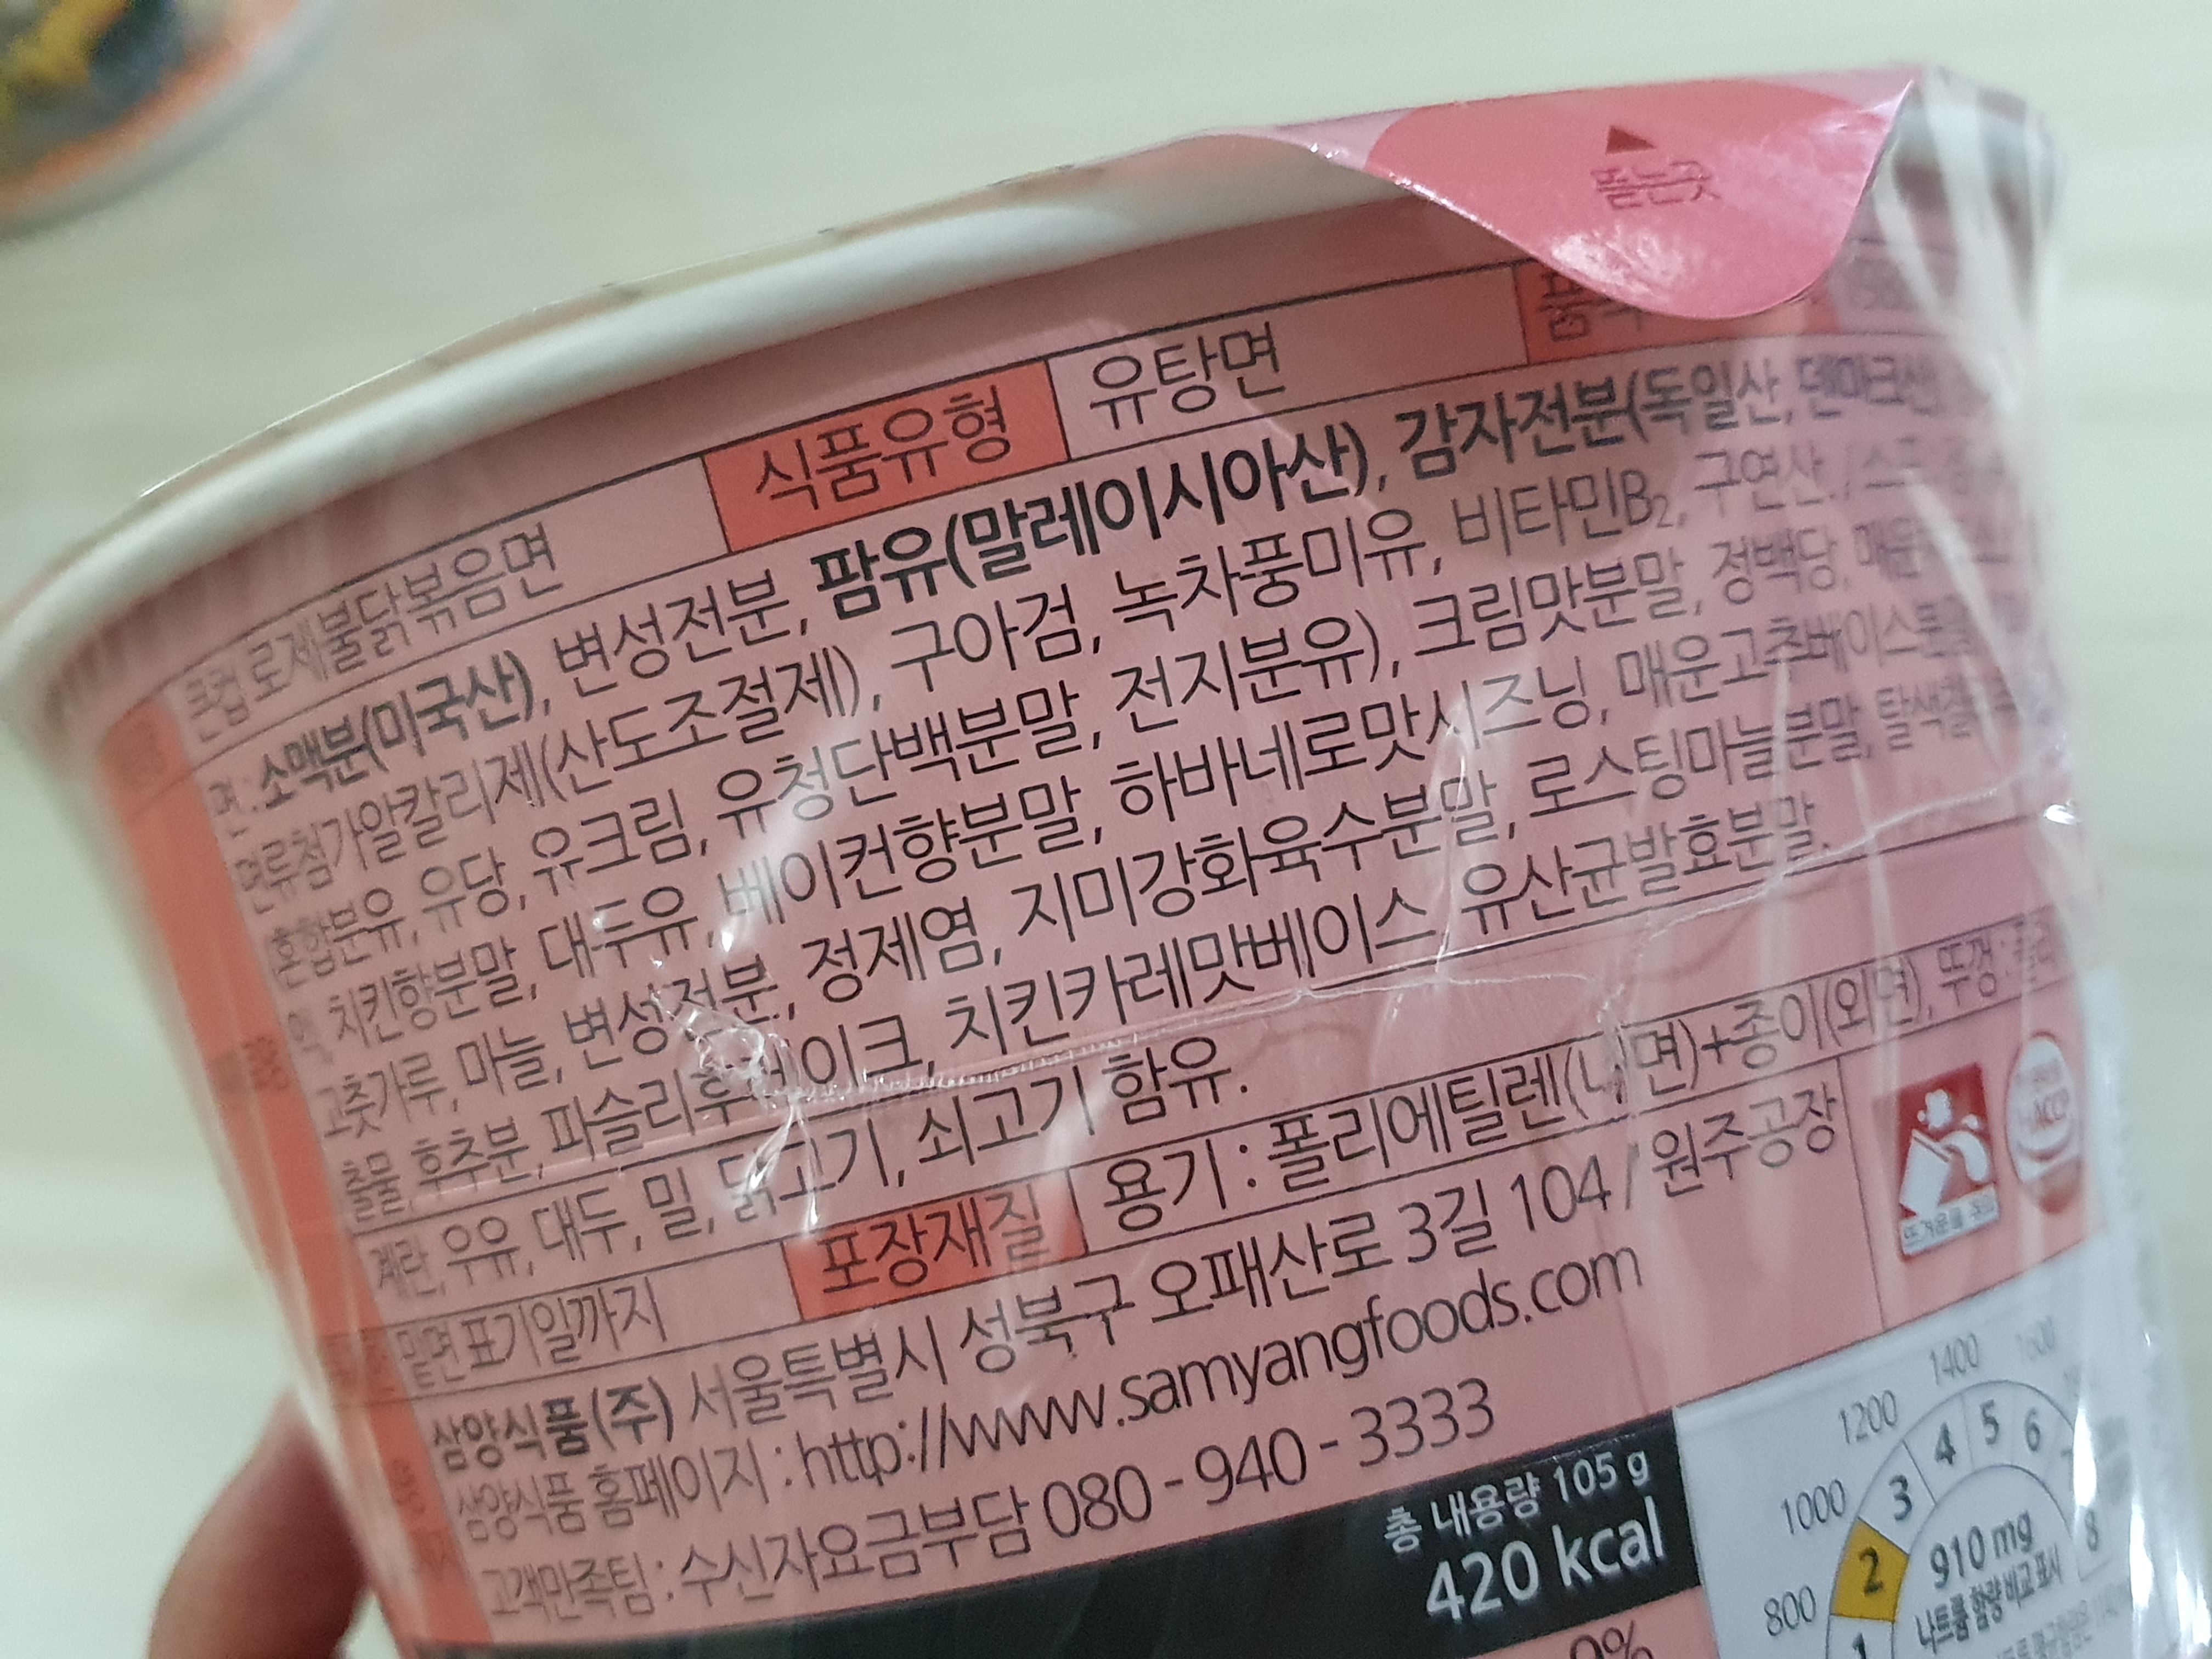 뜯는곳
큰컵 로제불닭볶음면 식품유형 유탕면
면 : 소맥분(미국산), 변성전분, 팜유(말레이시아산), 감자전분(독일산, 덴마크산
면류첨가알칼리제(산도조절제), 구아검, 녹차풍미유, 비타민B₂, 구연산. / 스프
혼합분유, 유당, 유크림, 유청단백분말, 전지분유), 크림맛분말, 정백당,
치킨향분말, 대두유, 베이컨향분말, 하바네로맛시즈닝, 매운고추베이스
고춧가루, 마늘, 변성전분, 정제염, 지미강화육수분말, 로스팅마늘분말,
출물, 후추분, 파슬리후레이크, 치킨카레맛베이스 유산균발효분말.
계란, 우유, 대두, 밀, 닭고기, 쇠고기 함유.
밑면 표기일까지 포장재질 용기 : 폴리에틸렌(내면)+종이(외면), 뚜껑 :
삼양식품(주) 서울특별시 성북구 오패산로 3길 104 / 원주공장
삼양식품 홈페이지 : http://www.samyangfoods.com
고객만족팀 : 수신자요금부담 080 - 940 - 3333
총 내용량 105 g
420 kcal
0%
800 1000 1200 1400 1600
1 2 3 4 5 6 8
910 mg
나트륨 함량 비교 표시